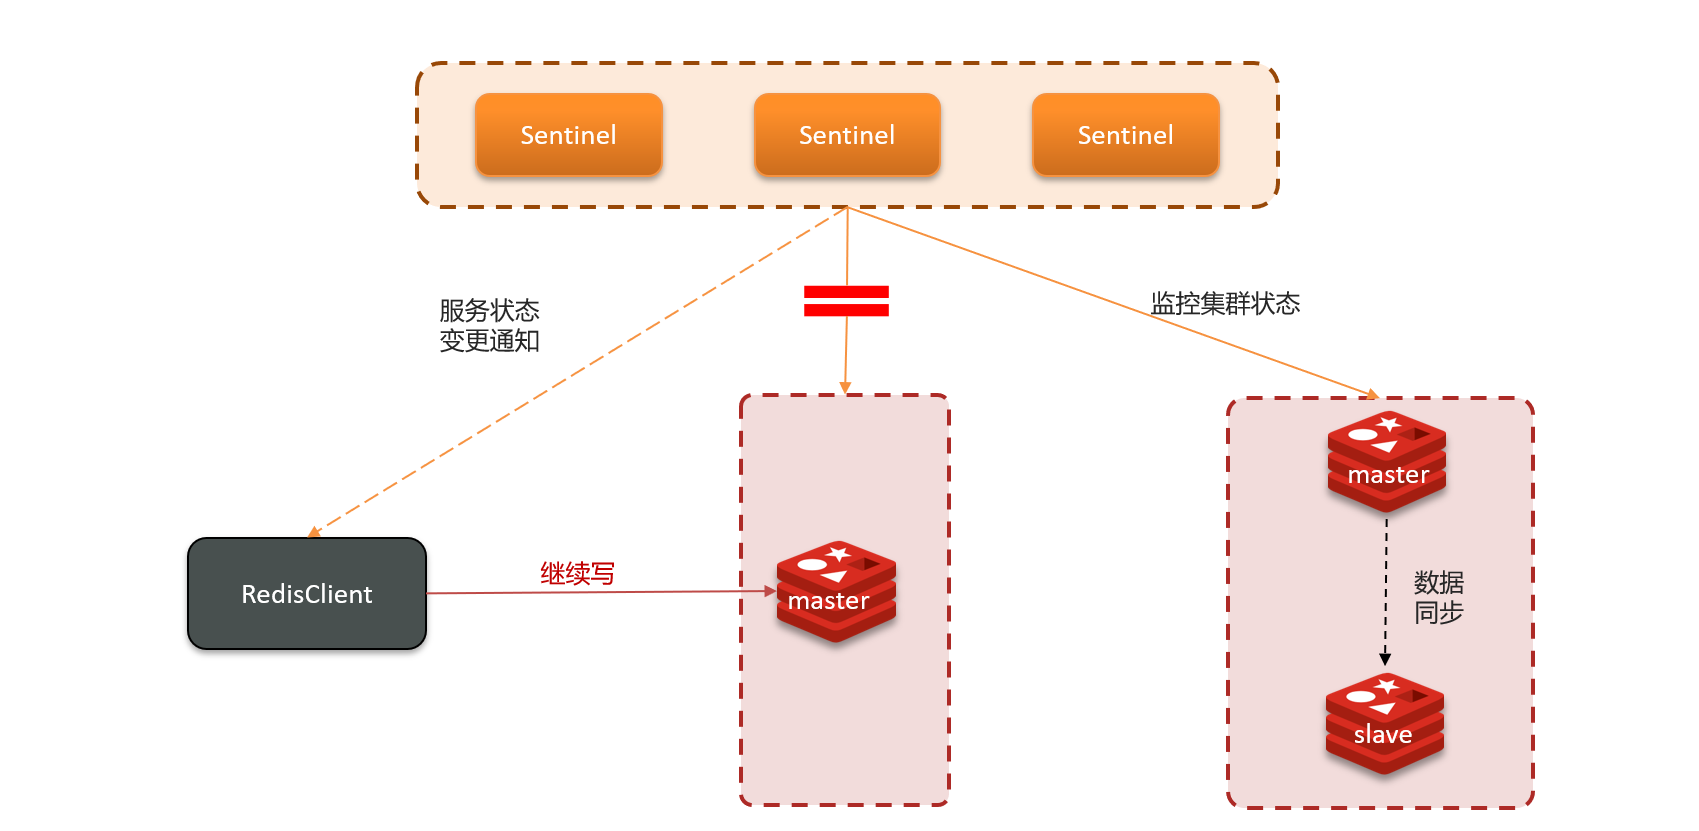 Sentinel
Sentinel
Sentinel
服务状态
变更通知
监控集群状态
RedisClient
继续写
master
master
数据
同步
slave